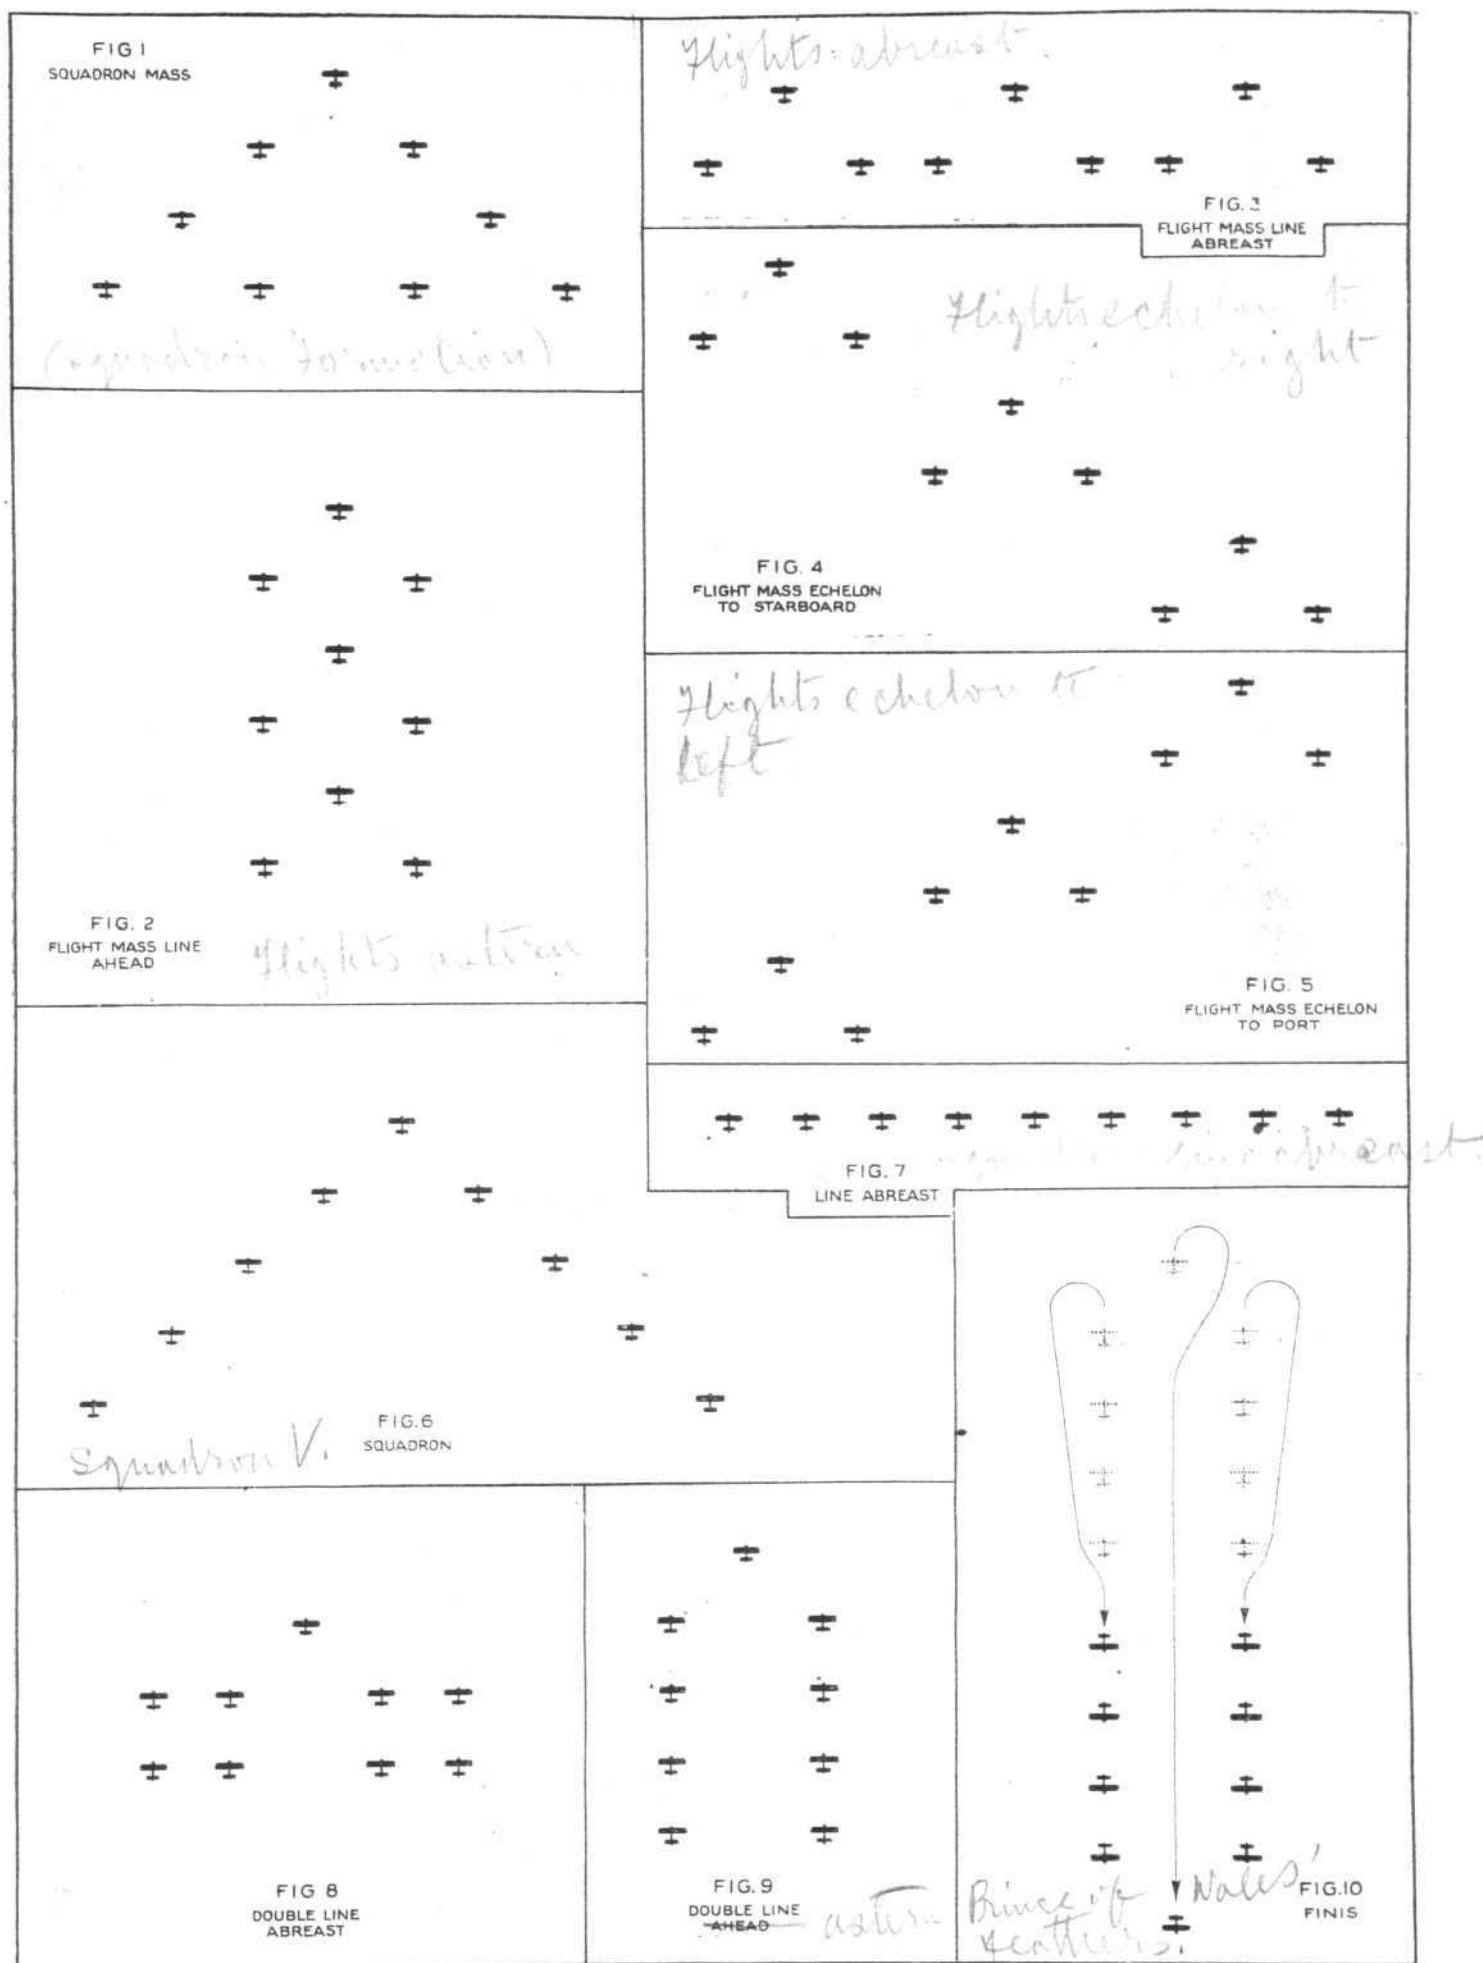 FIG 1
SQUADRON MASS
(squadron formation)
Flights abreast.
FIG. 3
FLIGHT MASS LINE
ABREAST
Flights echelon to
right
FIG. 4
FLIGHT MASS ECHELON
TO STARBOARD
FIG. 2
FLIGHT MASS LINE
AHEAD
Flights astern
Flights echelon to
left
FIG. 5
FLIGHT MASS ECHELON
TO PORT
FIG. 7
LINE ABREAST
line abreast.
FIG. 6
SQUADRON
Squadron V.
FIG 8
DOUBLE LINE
ABREAST
FIG. 9
DOUBLE LINE
AHEAD astern
Prince of Wales'
Feathers.
FIG. 10
FINIS